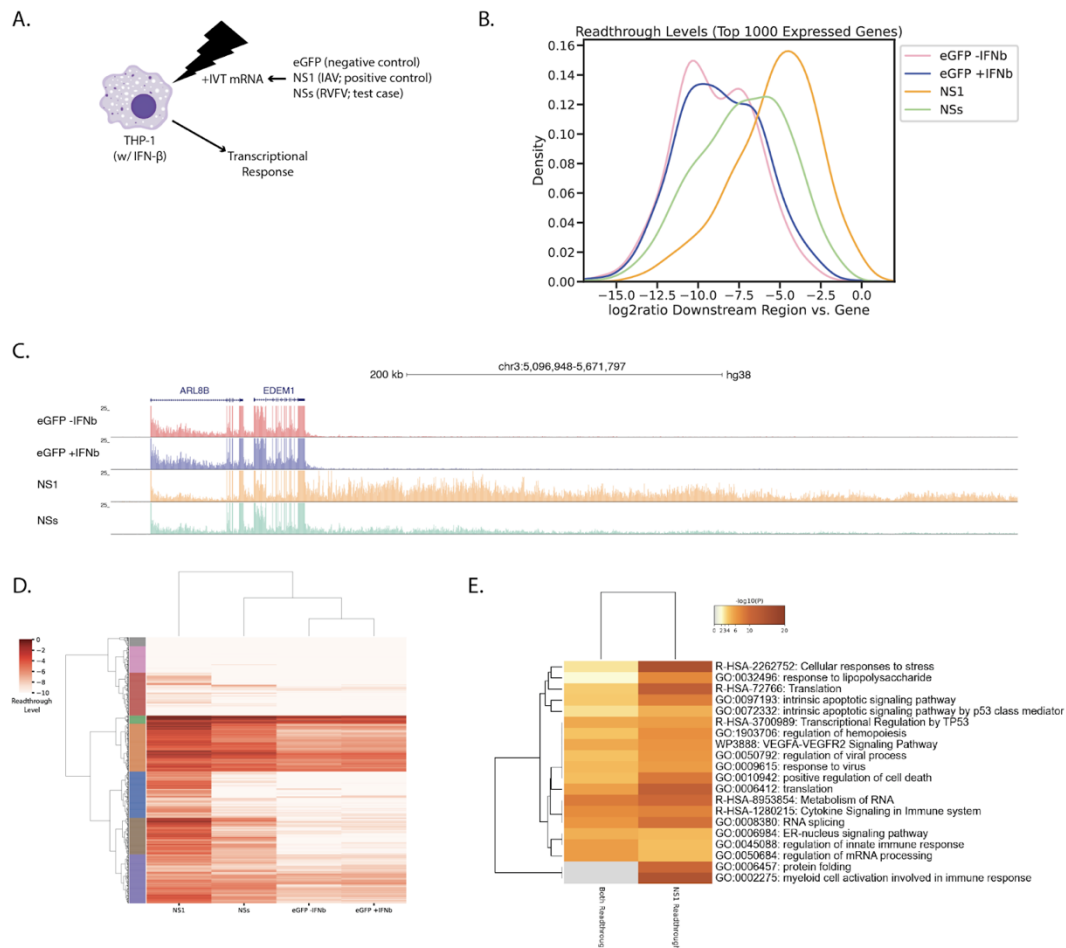 A.
+IVT mRNA
eGFP (negative control)
NS1 (IAV; positive control)
NSs (RVFV; test case)
THP-1
(w/ IFN-β)
Transcriptional
Response
B.
Readthrough Levels (Top 1000 Expressed Genes)
0.16
0.14
0.12
0.10
0.08
0.06
0.04
0.02
0.00
Density
−15.0 −12.5 −10.0 −7.5 −5.0 −2.5 0.0
log2ratio Downstream Region vs. Gene
eGFP -IFNb
eGFP +IFNb
NS1
NSs
C.
chr3:5,096,948-5,671,797
200 kb hg38
ARL8B EDEM1
25_
eGFP -IFNb
25_
eGFP +IFNb
25_
NS1
25_
NSs
D.
0
−2
−4
−6
−8
−10
Readthrough
Level
NS1 NSs eGFP -IFNb eGFP +IFNb
E.
-log10(P)
0 2 3 4 6 10 20
R-HSA-2262752: Cellular responses to stress
GO:0032496: response to lipopolysaccharide
R-HSA-72766: Translation
GO:0097193: intrinsic apoptotic signaling pathway
GO:0072332: intrinsic apoptotic signaling pathway by p53 class mediator
R-HSA-3700989: Transcriptional Regulation by TP53
GO:1903706: regulation of hemopoiesis
WP3888: VEGFA-VEGFR2 Signaling Pathway
GO:0050792: regulation of viral process
GO:0009615: response to virus
GO:0010942: positive regulation of cell death
GO:0006412: translation
R-HSA-8953854: Metabolism of RNA
R-HSA-1280215: Cytokine Signaling in Immune system
GO:0008380: RNA splicing
GO:0006984: ER-nucleus signaling pathway
GO:0045088: regulation of innate immune response
GO:0050684: regulation of mRNA processing
GO:0006457: protein folding
GO:0002275: myeloid cell activation involved in immune response
Both Readthroug
NS1 Readthroug